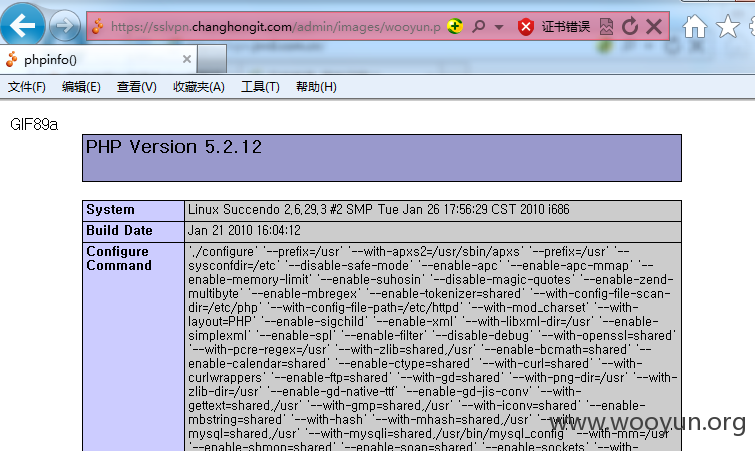 https://sslvpn.changhongit.com/admin/images/wooyun.p
证书错误
phpinfo()
文件(F) 编辑(E) 查看(V) 收藏夹(A) 工具(T) 帮助(H)
GIF89a
PHP Version 5.2.12
System Linux Succendo 2.6.29.3 #2 SMP Tue Jan 26 17:56:29 CST 2010 i686
Build Date Jan 21 2010 16:04:12
Configure Command
'./configure' '--prefix=/usr' '--with-apxs2=/usr/sbin/apxs' '--prefix=/usr' '--
sysconfdir=/etc' '--disable-safe-mode' '--enable-apc' '--enable-apc-mmap' '--
enable-memory-limit' '--enable-suhosin' '--disable-magic-quotes' '--enable-zend-
multibyte' '--enable-mbregex' '--enable-tokenizer=shared' '--with-config-file-scan-
dir=/etc/php' '--with-config-file-path=/etc/httpd' '--with-mod_charset' '--with-
layout=PHP' '--enable-sigchild' '--enable-xml' '--with-libxml-dir=/usr' '--enable-
simplexml' '--enable-spl' '--enable-filter' '--disable-debug' '--with-openssl=shared'
'--with-pcre-regex=/usr' '--with-zlib=shared,/usr' '--enable-bcmath=shared' '--
enable-calendar=shared' '--enable-ctype=shared' '--with-curl=shared' '--with-
curlwrappers' '--enable-ftp=shared' '--with-gd=shared' '--with-png-dir=/usr' '--with-
zlib-dir=/usr' '--enable-gd-native-ttf' '--enable-gd-jis-conv' '--with-
gettext=shared,/usr' '--with-gmp=shared,/usr' '--with-iconv=shared' '--enable-
mbstring=shared' '--with-hash' '--with-mhash=shared,/usr' '--with-
mysql=shared,/usr' '--with-mysqli=shared,/usr/bin/mysql_config' '--with-mm=/usr'
'--enable-shmop=shared' '--enable-soap=shared' '--enable-sockets' '--with-
www.wooyun.org